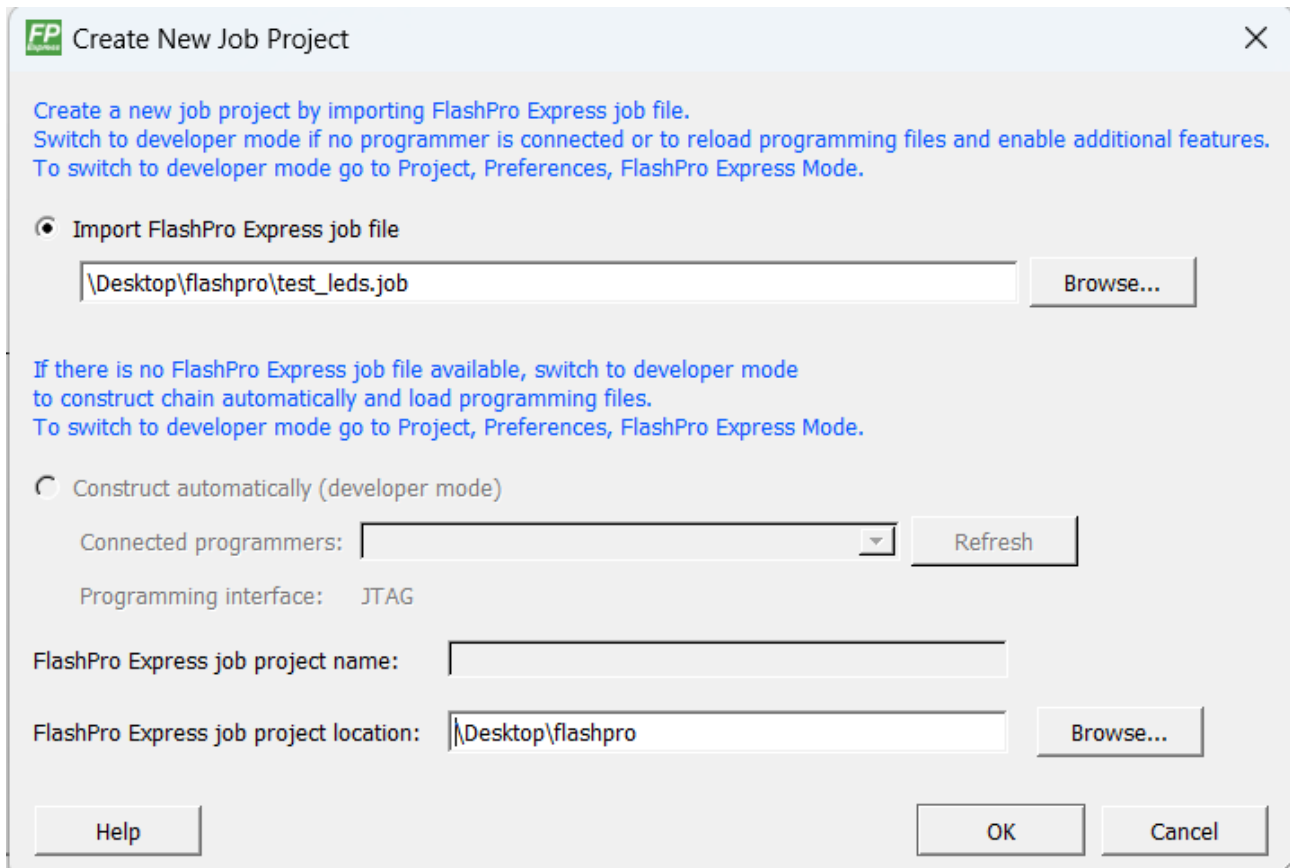 FP
Express
Create New Job Project
Create a new job project by importing FlashPro Express job file.
Switch to developer mode if no programmer is connected or to reload programming files and enable additional features.
To switch to developer mode go to Project, Preferences, FlashPro Express Mode.
Import FlashPro Express job file
\Desktop\flashpro\test_leds.job Browse...
If there is no FlashPro Express job file available, switch to developer mode
to construct chain automatically and load programming files.
To switch to developer mode go to Project, Preferences, FlashPro Express Mode.
Construct automatically (developer mode)
Connected programmers: Refresh
Programming interface: JTAG
FlashPro Express job project name:
FlashPro Express job project location: \Desktop\flashpro Browse...
Help OK Cancel